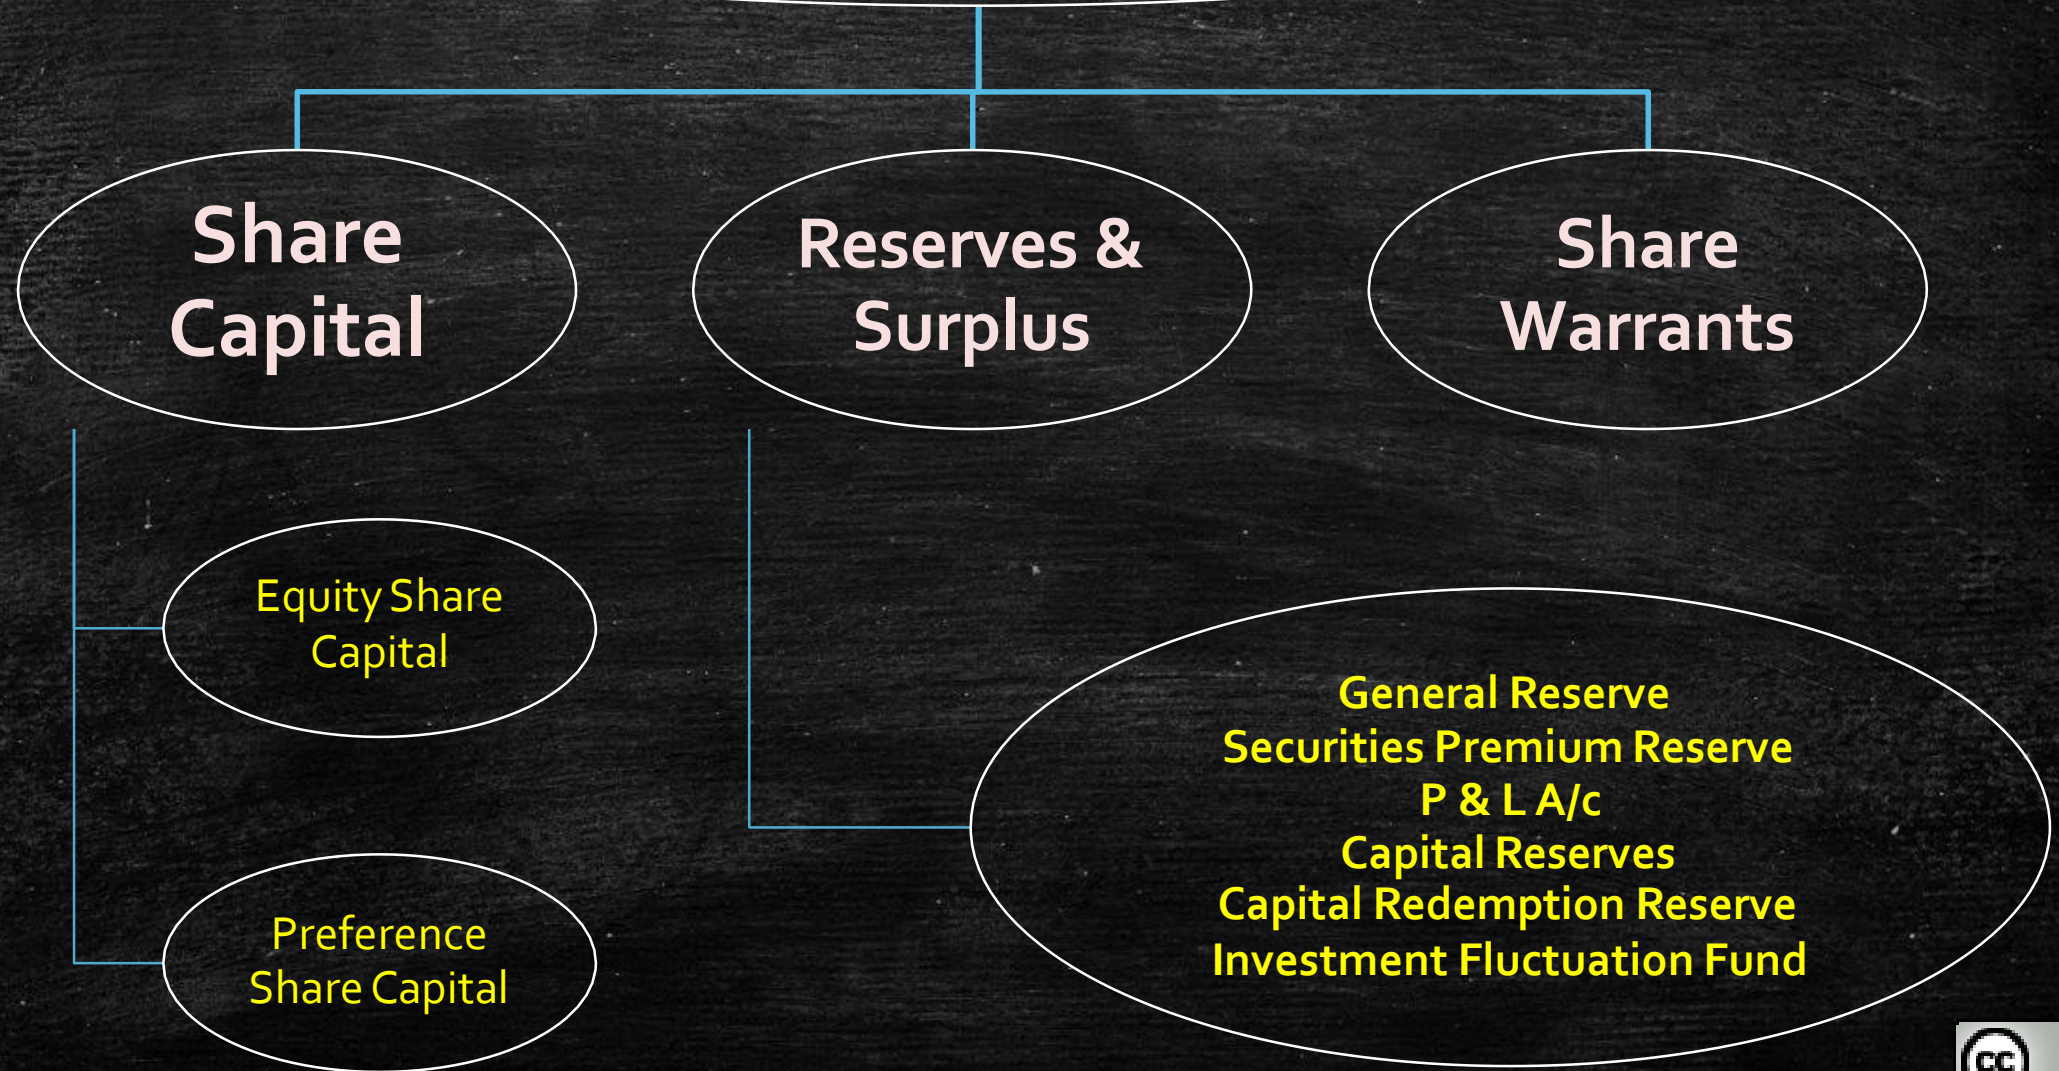 Share
Capital
Reserves &
Surplus
Share
Warrants
Equity Share
Capital
Preference
Share Capital
General Reserve
Securities Premium Reserve
P & L A/c
Capital Reserves
Capital Redemption Reserve
Investment Fluctuation Fund
cc